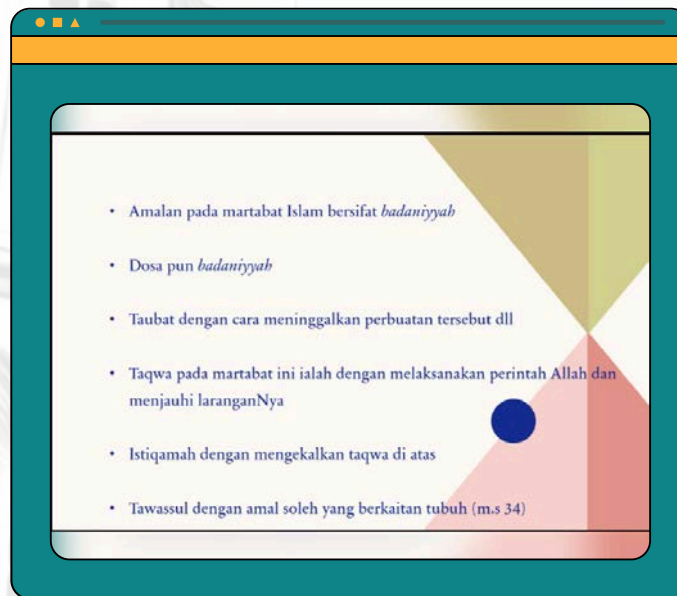 • Amalan pada martabat Islam bersifat badaniyyah
• Dosa pun badaniyyah
• Taubat dengan cara meninggalkan perbuatan tersebut dll
• Taqwa pada martabat ini ialah dengan melaksanakan perintah Allah dan
menjauhi laranganNya
• Istiqamah dengan mengekalkan taqwa di atas
• Tawassul dengan amal soleh yang berkaitan tubuh (m.s 34)